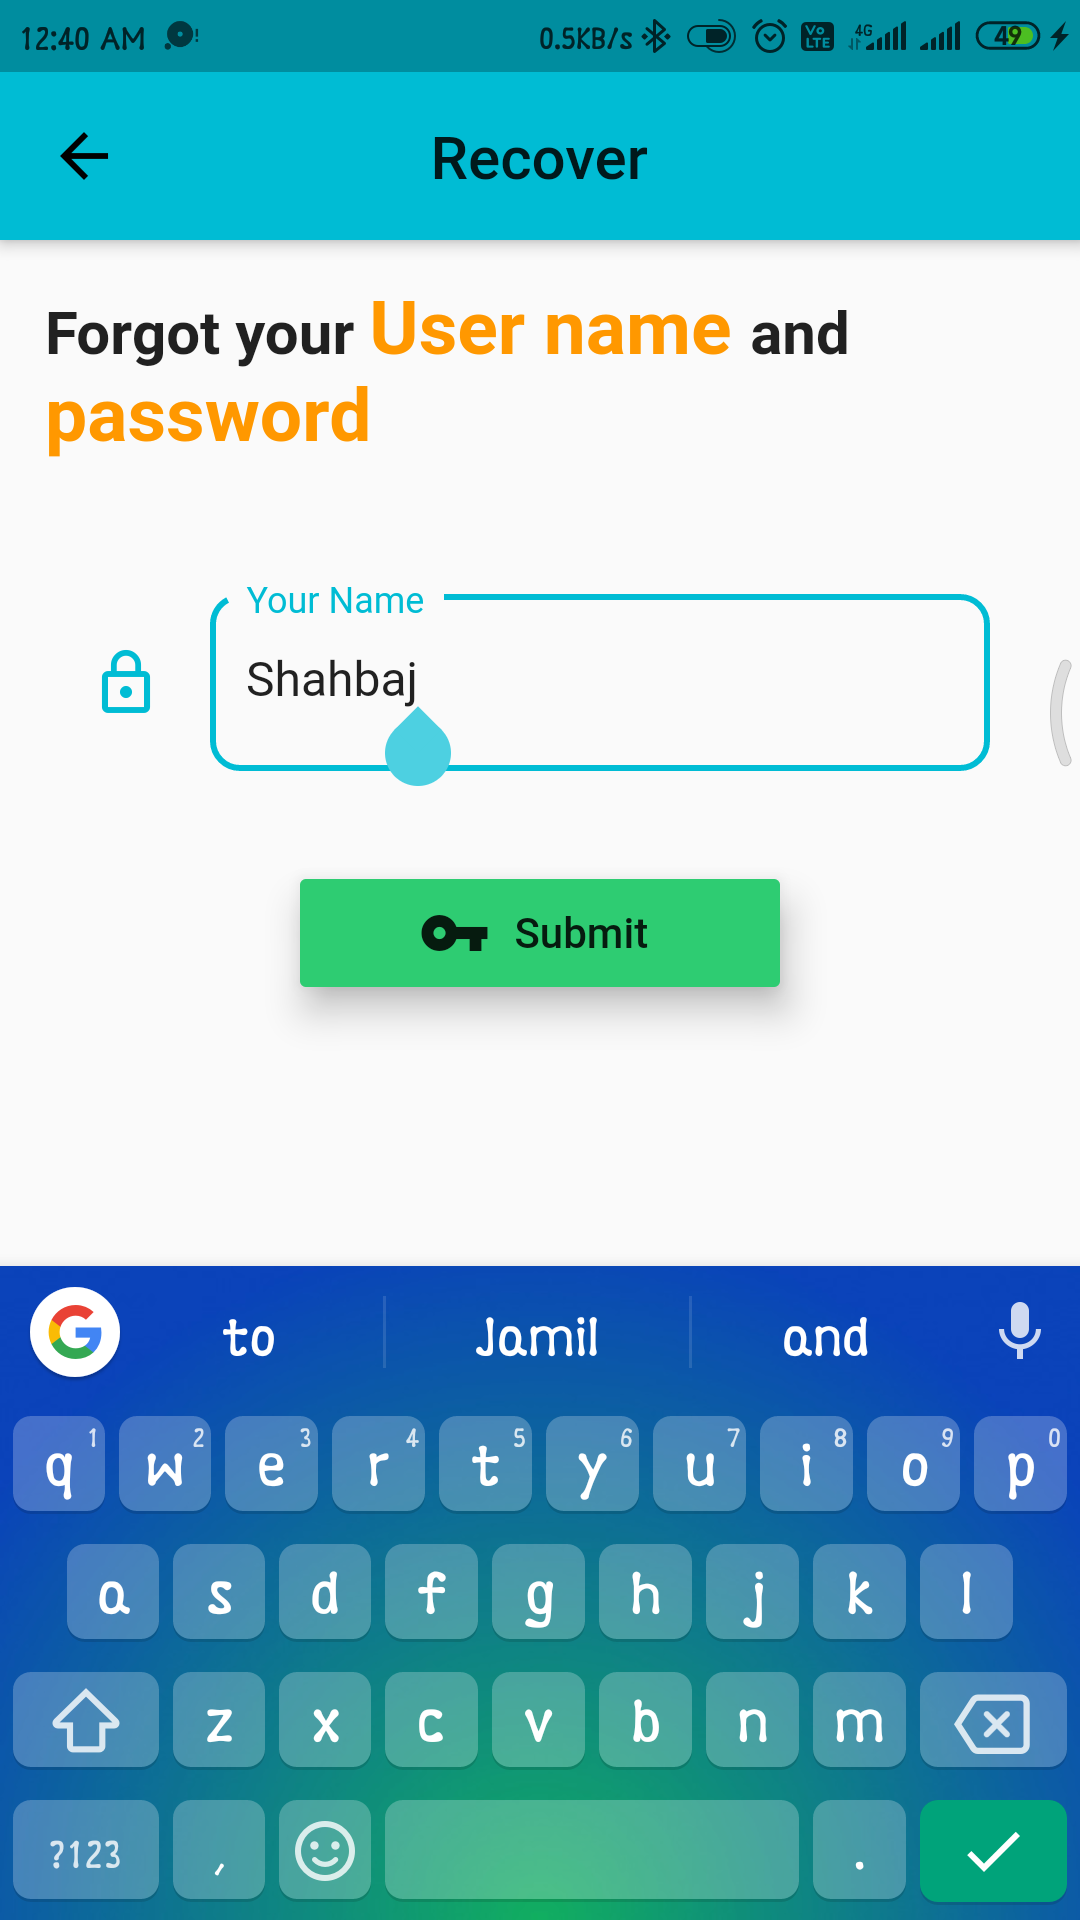 12:40 AM 0.5KB/s VoLTE 4G 49
Recover
Forgot your User name and
password
Your Name
Shahbaj
Submit
to Jamil and
q 1 w 2 e 3 r 4 t 5 y 6 u 7 i 8 o 9 p 0
a s d f g h j k l
z x c v b n m
?123 , .